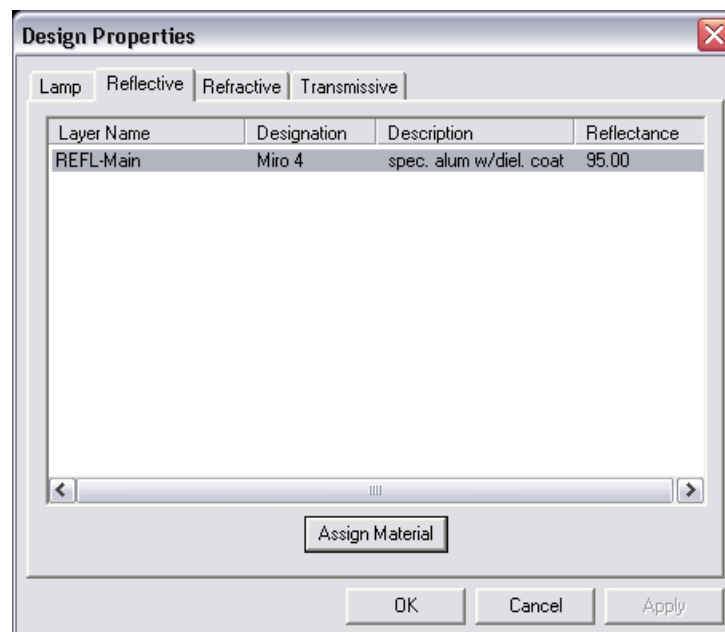 Design Properties
Lamp Reflective Refractive Transmissive
Layer Name Designation Description Reflectance
REFL-Main Miro 4 spec. alum w/diel. coat 95.00
Assign Material
OK Cancel Apply